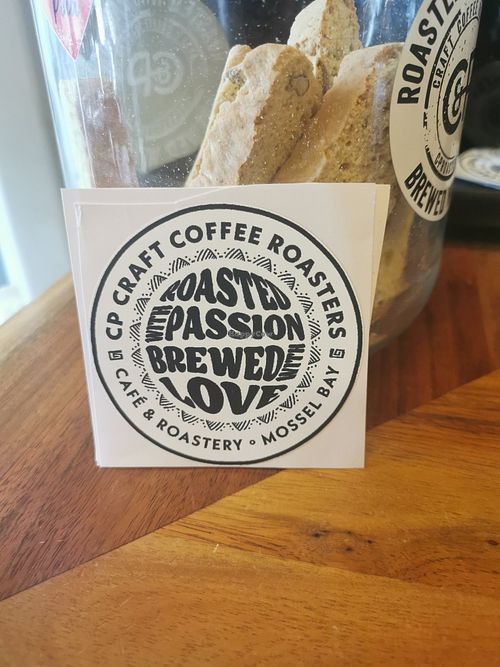 CP CRAFT COFFEE ROASTERS
ROASTED
WITH PASSION
BREWED WITH
LOVE
CAFÉ & ROASTERY • MOSSEL BAY
ROASTED
CRAFT COFFEE
BREWED